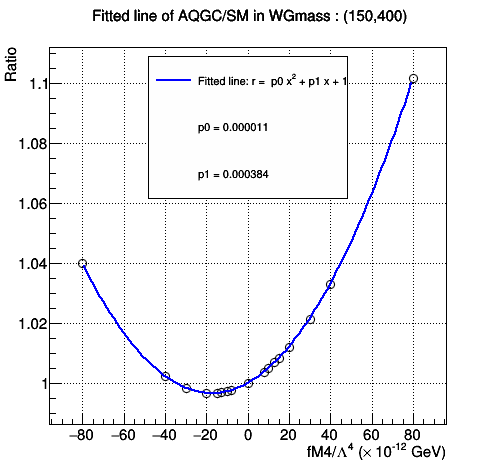 Fitted line of AQGC/SM in WGmass : (150,400)
Ratio
Fitted line: r = p0 x² + p1 x + 1
p0 = 0.000011
p1 = 0.000384
1.1
1.08
1.06
1.04
1.02
1
−80 −60 −40 −20 0 20 40 60 80
fM4/Λ⁴ (× 10⁻¹² GeV)